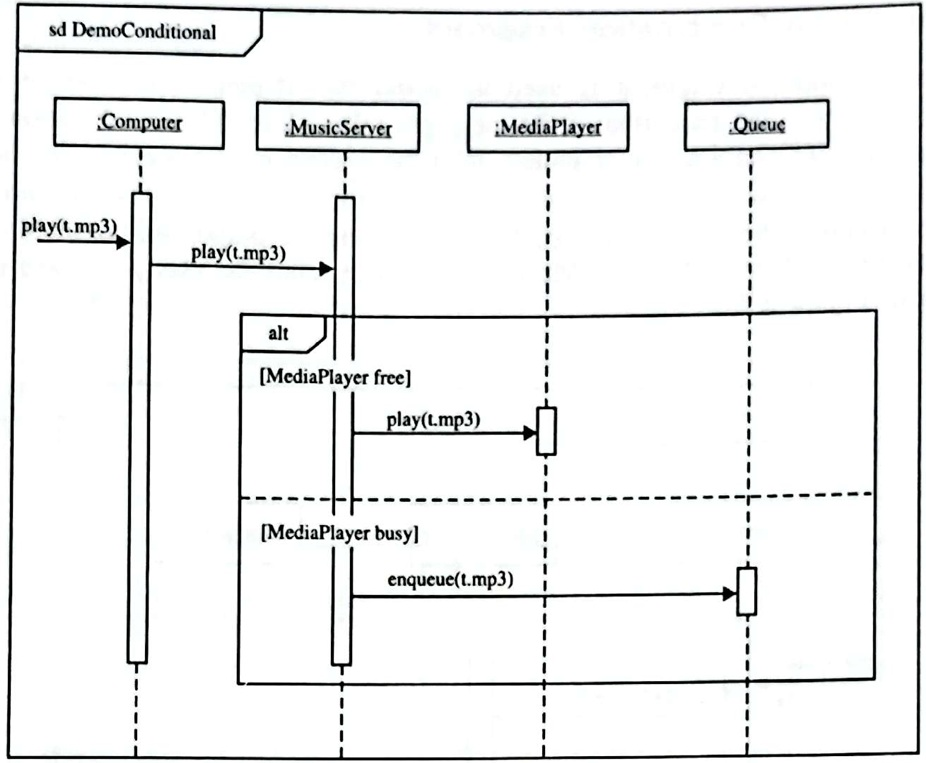 sd DemoConditional
:Computer
:MusicServer
:MediaPlayer
:Queue
play(t.mp3)
play(t.mp3)
alt
[MediaPlayer free]
play(t.mp3)
[MediaPlayer busy]
enqueue(t.mp3)